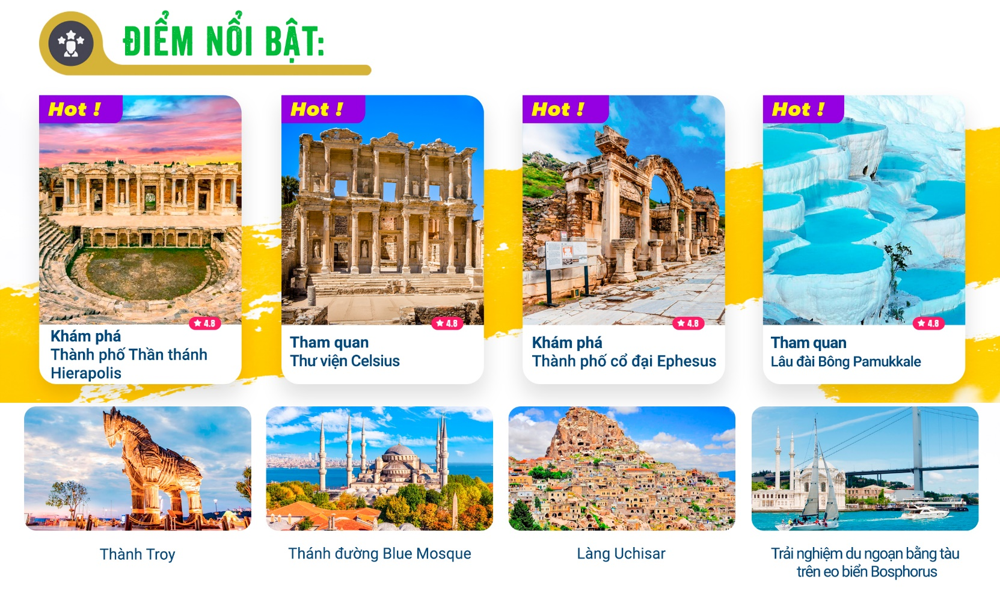 ĐIỂM NỔI BẬT:
Hot !
Hot !
Hot !
Hot !
4.8
4.8
4.8
4.8
Khám phá
Thành phố Thần thánh
Hierapolis
Tham quan
Thư viện Celsius
Khám phá
Thành phố cổ đại Ephesus
Tham quan
Lâu đài Bông Pamukkale
Thành Troy
Thánh đường Blue Mosque
Làng Uchisar
Trải nghiệm du ngoạn bằng tàu
trên eo biển Bosphorus